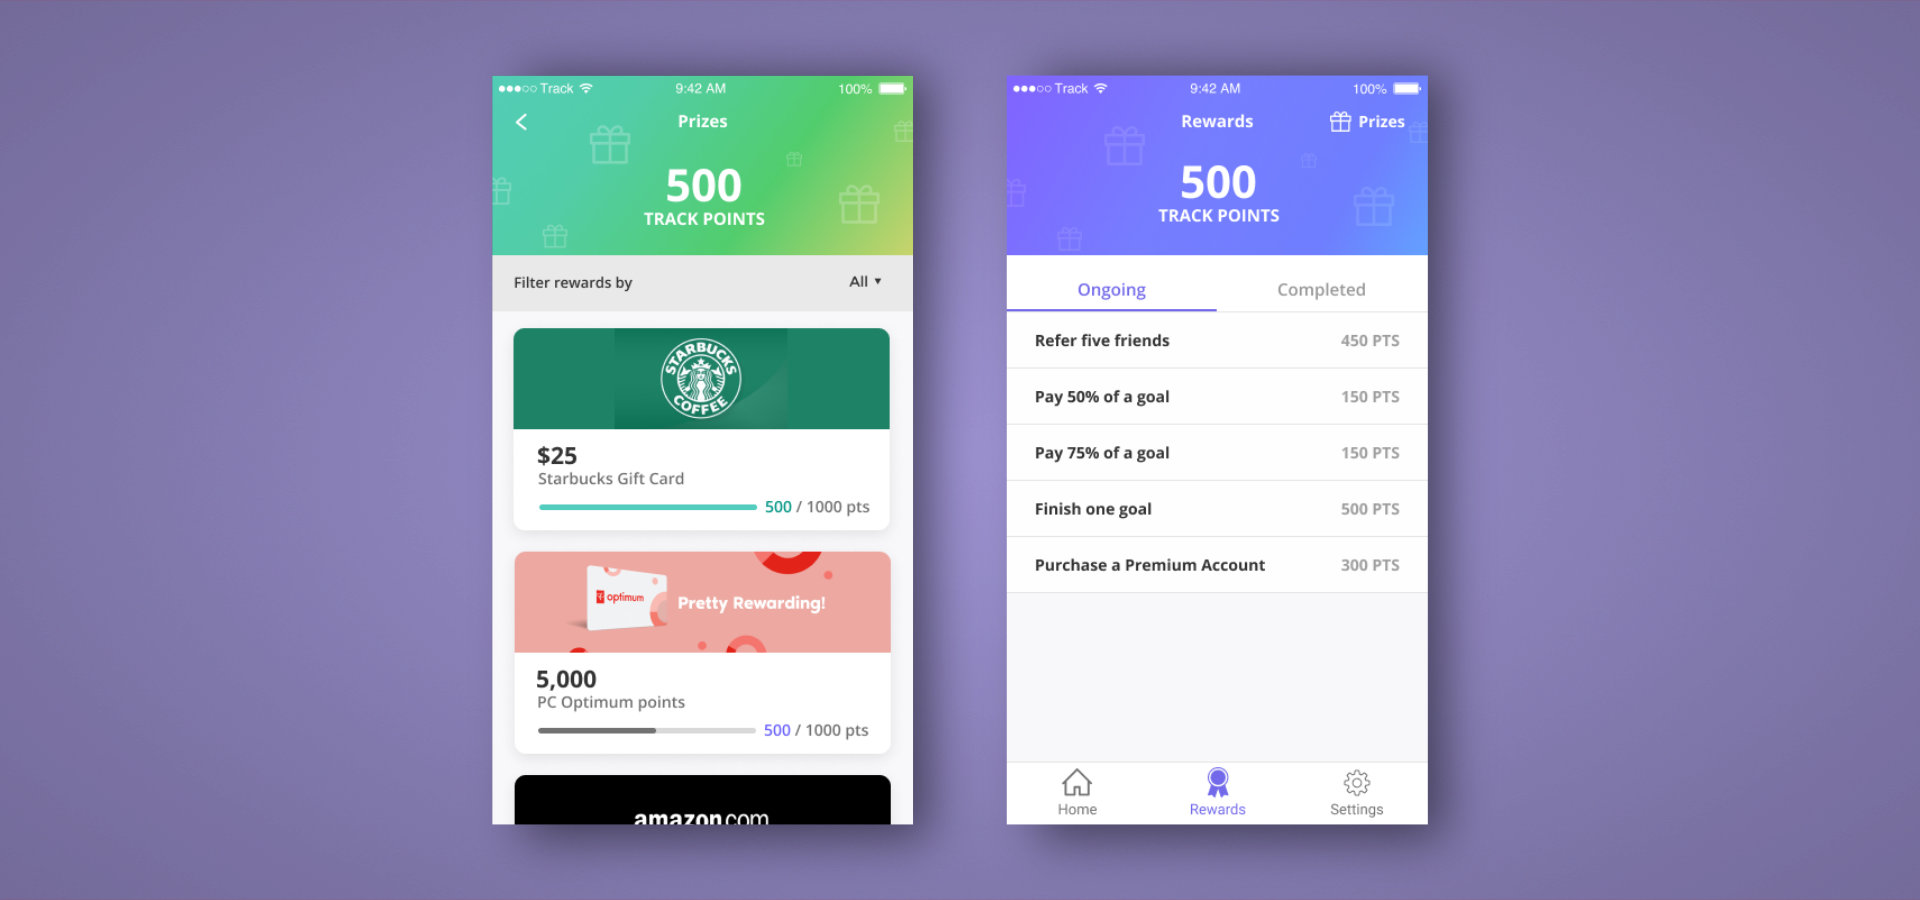 Track 9:42 AM 100%
Prizes
500
TRACK POINTS
Filter rewards by All
STARBUCKS
COFFEE
$25
Starbucks Gift Card
500 / 1000 pts
optimum Pretty Rewarding!
5,000
PC Optimum points
500 / 1000 pts
amazon.com
Track 9:42 AM 100%
Rewards Prizes
500
TRACK POINTS
Ongoing Completed
Refer five friends 450 PTS
Pay 50% of a goal 150 PTS
Pay 75% of a goal 150 PTS
Finish one goal 500 PTS
Purchase a Premium Account 300 PTS
Home Rewards Settings